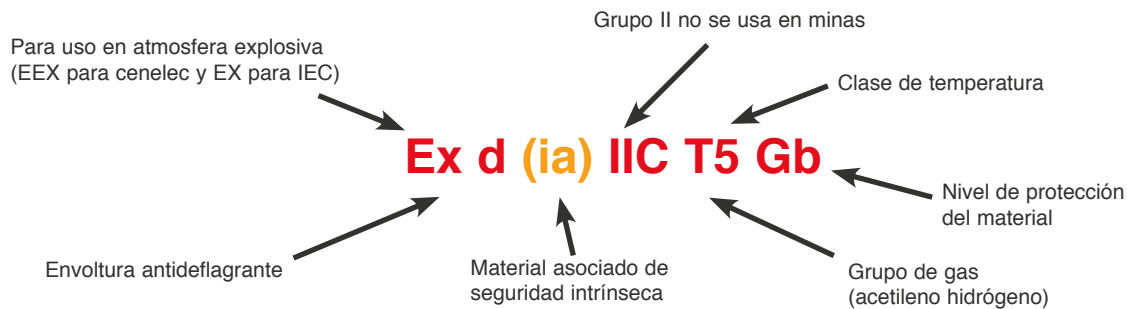 Grupo II no se usa en minas
Para uso en atmosfera explosiva
(EEX para cenelec y EX para IEC)
Clase de temperatura
Ex d (ia) IIC T5 Gb
Nivel de protección
del material
Envoltura antideflagrante
Material asociado de
seguridad intrínseca
Grupo de gas
(acetileno hidrógeno)